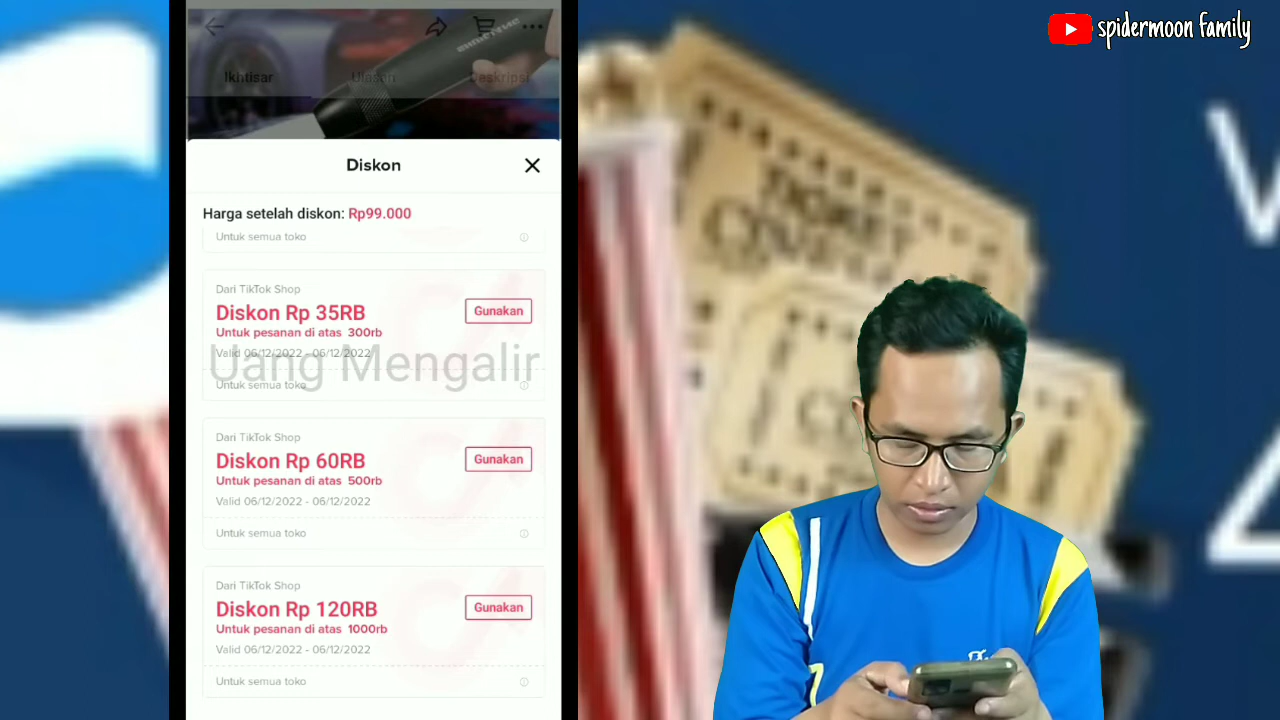 spidermoon family
Ikhtisar
Ulasan
Deskripsi
Diskon
Harga setelah diskon: Rp99.000
Untuk semua toko
Dari TikTok Shop
Diskon Rp 35RB
Gunakan
Untuk pesanan di atas 300rb
Valid 06/12/2022 - 06/12/2022
Uang Mengalir
Untuk semua toko
Dari TikTok Shop
Diskon Rp 60RB
Gunakan
Untuk pesanan di atas 500rb
Valid 06/12/2022 - 06/12/2022
Untuk semua toko
Dari TikTok Shop
Diskon Rp 120RB
Gunakan
Untuk pesanan di atas 1000rb
Valid 06/12/2022 - 06/12/2022
Untuk semua toko
TICKET